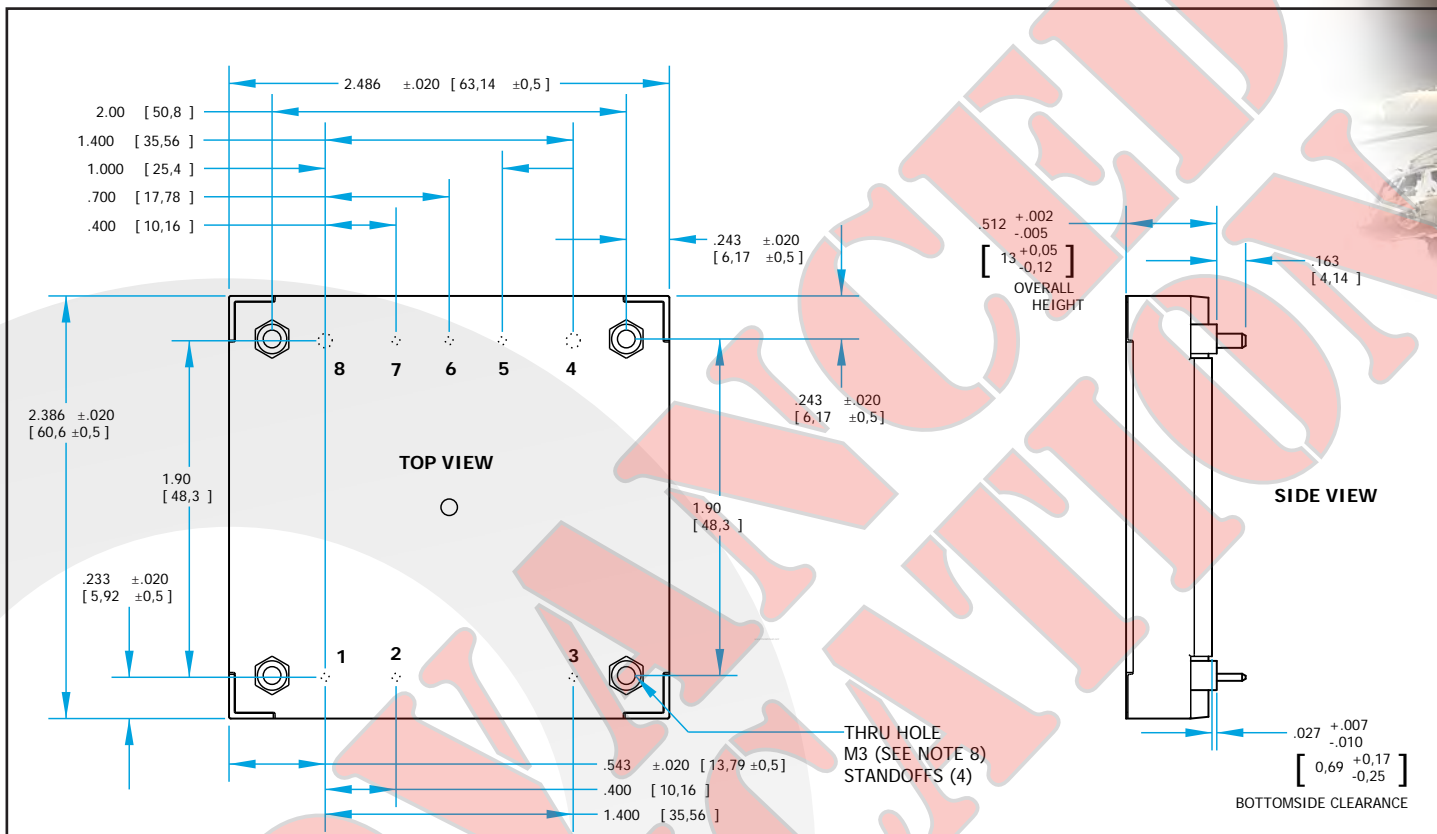 2.486 ±.020 [ 63,14 ±0,5 ]
2.00 [ 50,8 ]
1.400 [ 35,56 ]
1.000 [ 25,4 ]
.700 [ 17,78 ]
.400 [ 10,16 ]
.243 ±.020
[ 6,17 ±0,5 ]
.512 +.002
-.005
[ 13 +0,05
-0,12 ]
OVERALL
HEIGHT
.163
[ 4,14 ]
8 7 6 5 4
2.386 ±.020
[ 60,6 ±0,5 ]
.243 ±.020
[ 6,17 ±0,5 ]
1.90
[ 48,3 ]
TOP VIEW
1.90
[ 48,3 ]
SIDE VIEW
.233 ±.020
[ 5,92 ±0,5 ]
1 2 3
THRU HOLE
M3 (SEE NOTE 8)
STANDOFFS (4)
.027 +.007
-.010
[ 0,69 +0,17
-0,25 ]
BOTTOMSIDE CLEARANCE
.543 ±.020 [ 13,79 ±0,5 ]
.400 [ 10,16 ]
1.400 [ 35,56 ]